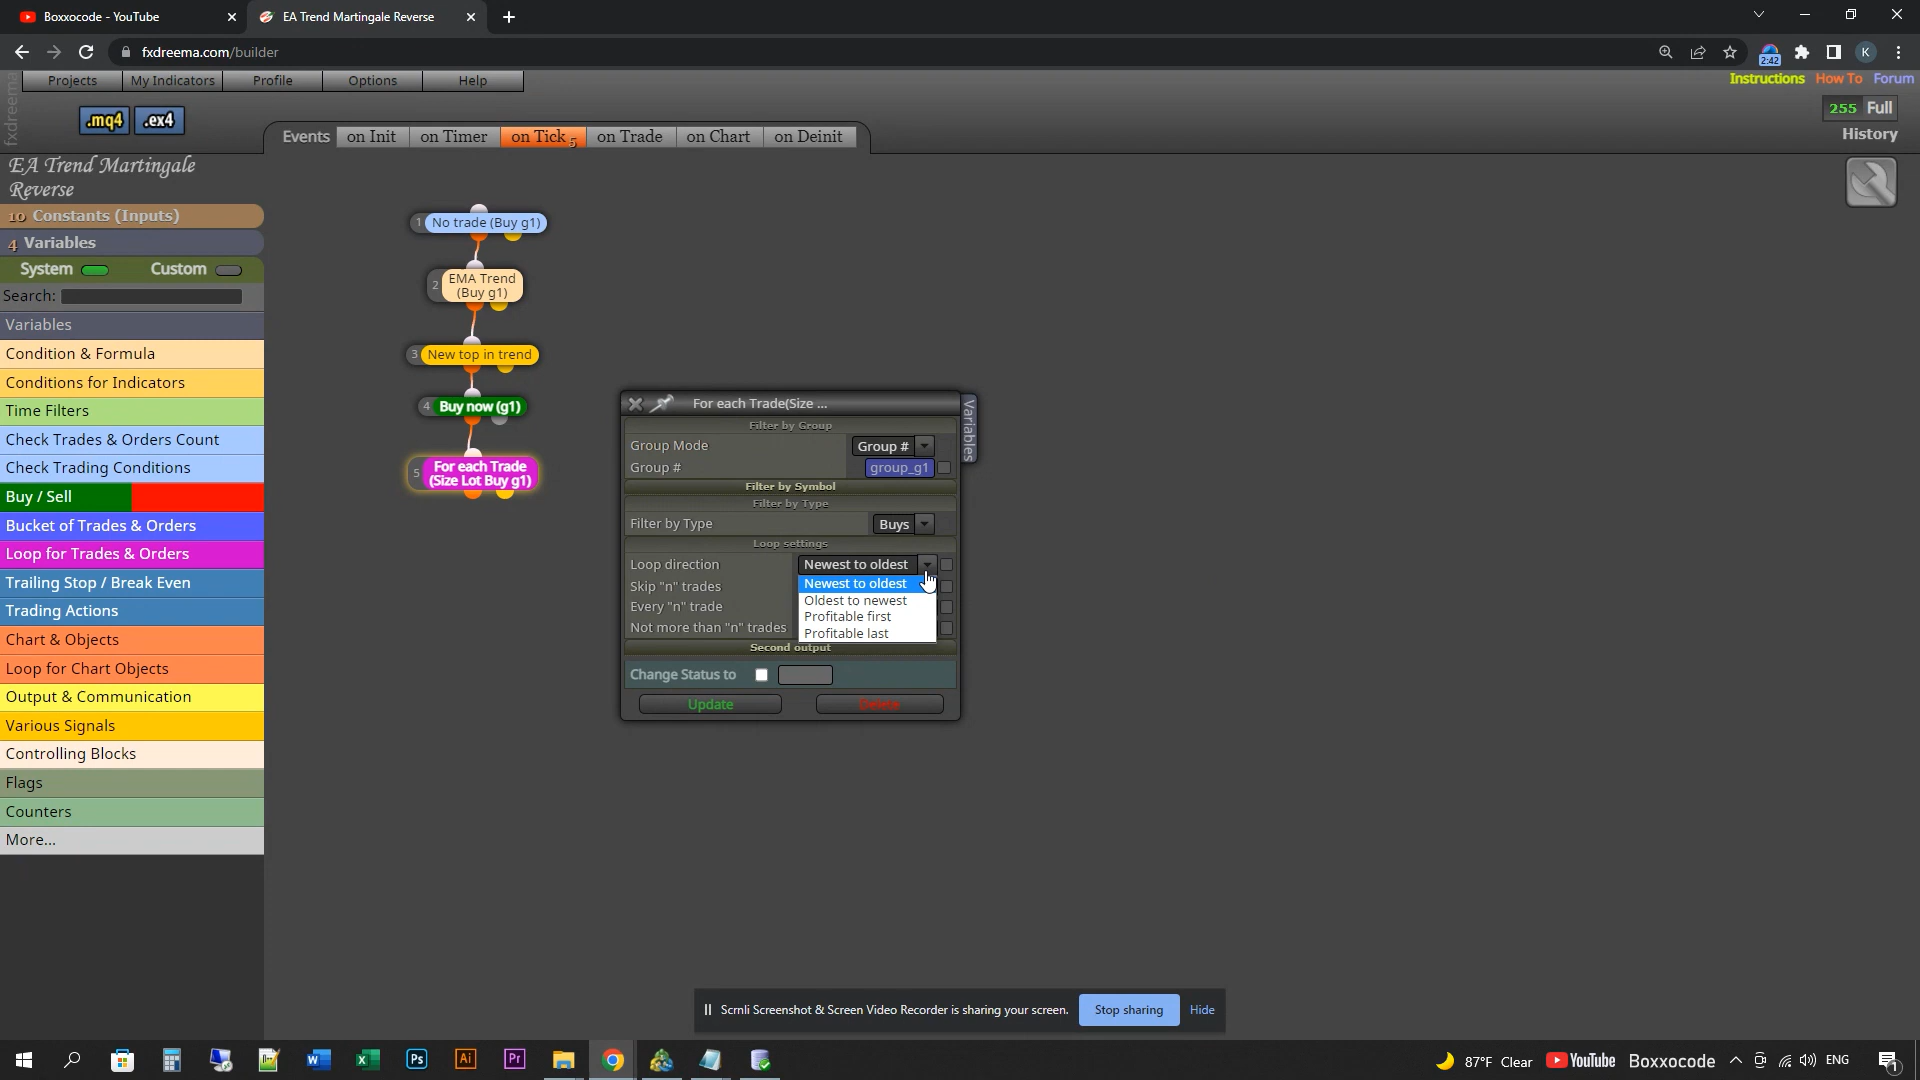 Boxxocode - YouTube
EA Trend Martingale Reverse
fxdreema.com/builder
2:42
K
Projects
My Indicators
Profile
Options
Help
Instructions
How To
Forum
fxdreema
.mq4
.ex4
255 Full
History
Events
on Init
on Timer
on Tick 5
on Trade
on Chart
on Deinit
EA Trend Martingale
Reverse
10 Constants (Inputs)
4 Variables
System
Custom
Search:
Variables
Condition & Formula
Conditions for Indicators
Time Filters
Check Trades & Orders Count
Check Trading Conditions
Buy / Sell
Bucket of Trades & Orders
Loop for Trades & Orders
Trailing Stop / Break Even
Trading Actions
Chart & Objects
Loop for Chart Objects
Output & Communication
Various Signals
Controlling Blocks
Flags
Counters
More...
1 No trade (Buy g1)
2 EMA Trend
(Buy g1)
3 New top in trend
4 Buy now (g1)
5 For each Trade
(Size Lot Buy g1)
For each Trade(Size ...
Variables
Filter by Group
Group Mode
Group #
Group #
group_g1
Filter by Symbol
Filter by Type
Filter by Type
Buys
Loop settings
Loop direction
Newest to oldest
Skip "n" trades
Every "n" trade
Not more than "n" trades
Newest to oldest
Oldest to newest
Profitable first
Profitable last
Second output
Change Status to
Update
Delete
Scrnli Screenshot & Screen Video Recorder is sharing your screen.
Stop sharing
Hide
Ps
Ai
Pr
87°F Clear
YouTube
Boxxocode
ENG
1